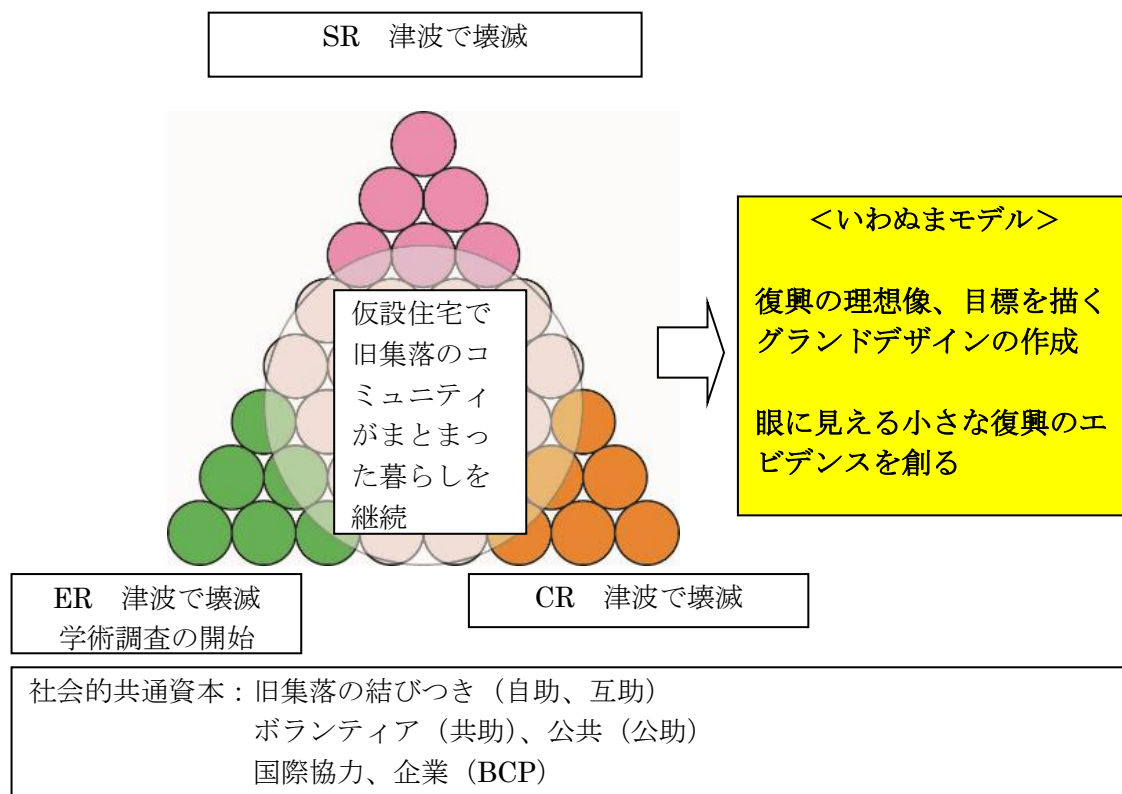 SR 津波で壊滅
仮設住宅で
旧集落のコ
ミュニティ
がまとまっ
た暮らしを
継続
＜いわぬまモデル＞
復興の理想像、目標を描く
グランドデザインの作成
眼に見える小さな復興のエ
ビデンスを創る
ER 津波で壊滅
学術調査の開始
CR 津波で壊滅
社会的共通資本：旧集落の結びつき（自助、互助）
ボランティア（共助）、公共（公助）
国際協力、企業（BCP）